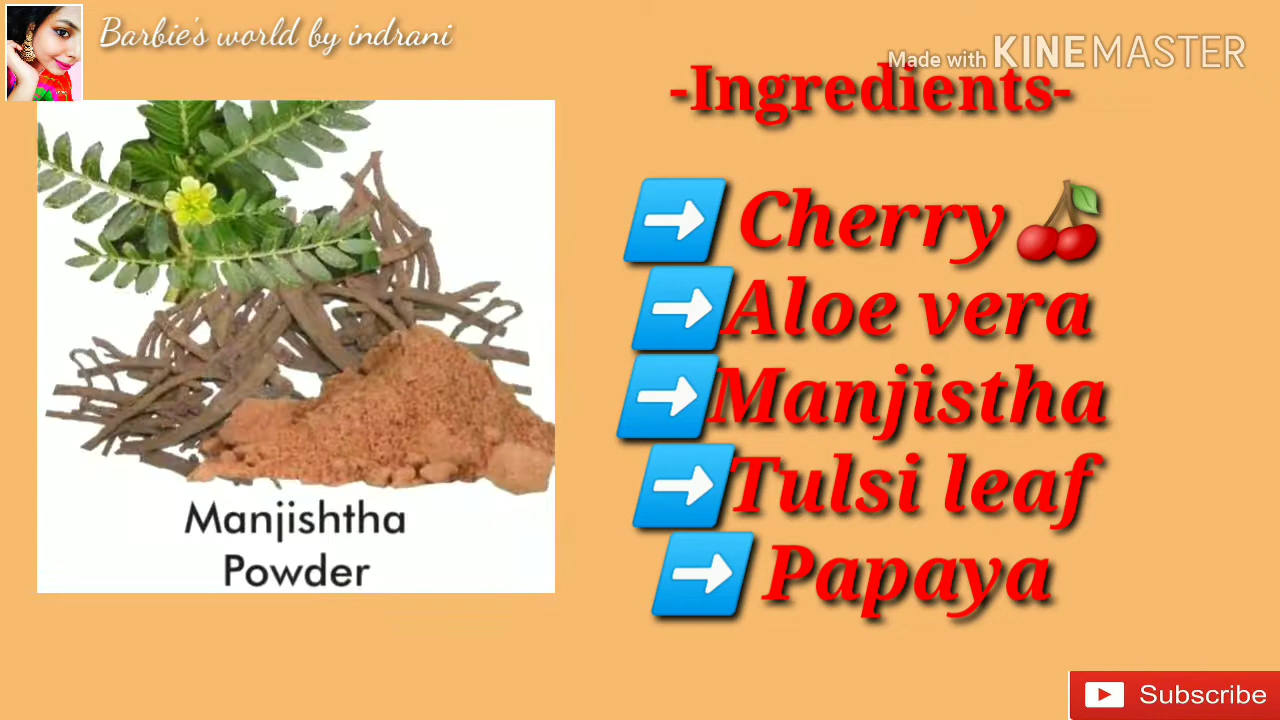 Barbie's world by indrani
Made with KINEMASTER
-Ingredients-
Cherry
Aloe vera
Manjistha
Tulsi leaf
Papaya
Manjishtha
Powder
Subscribe